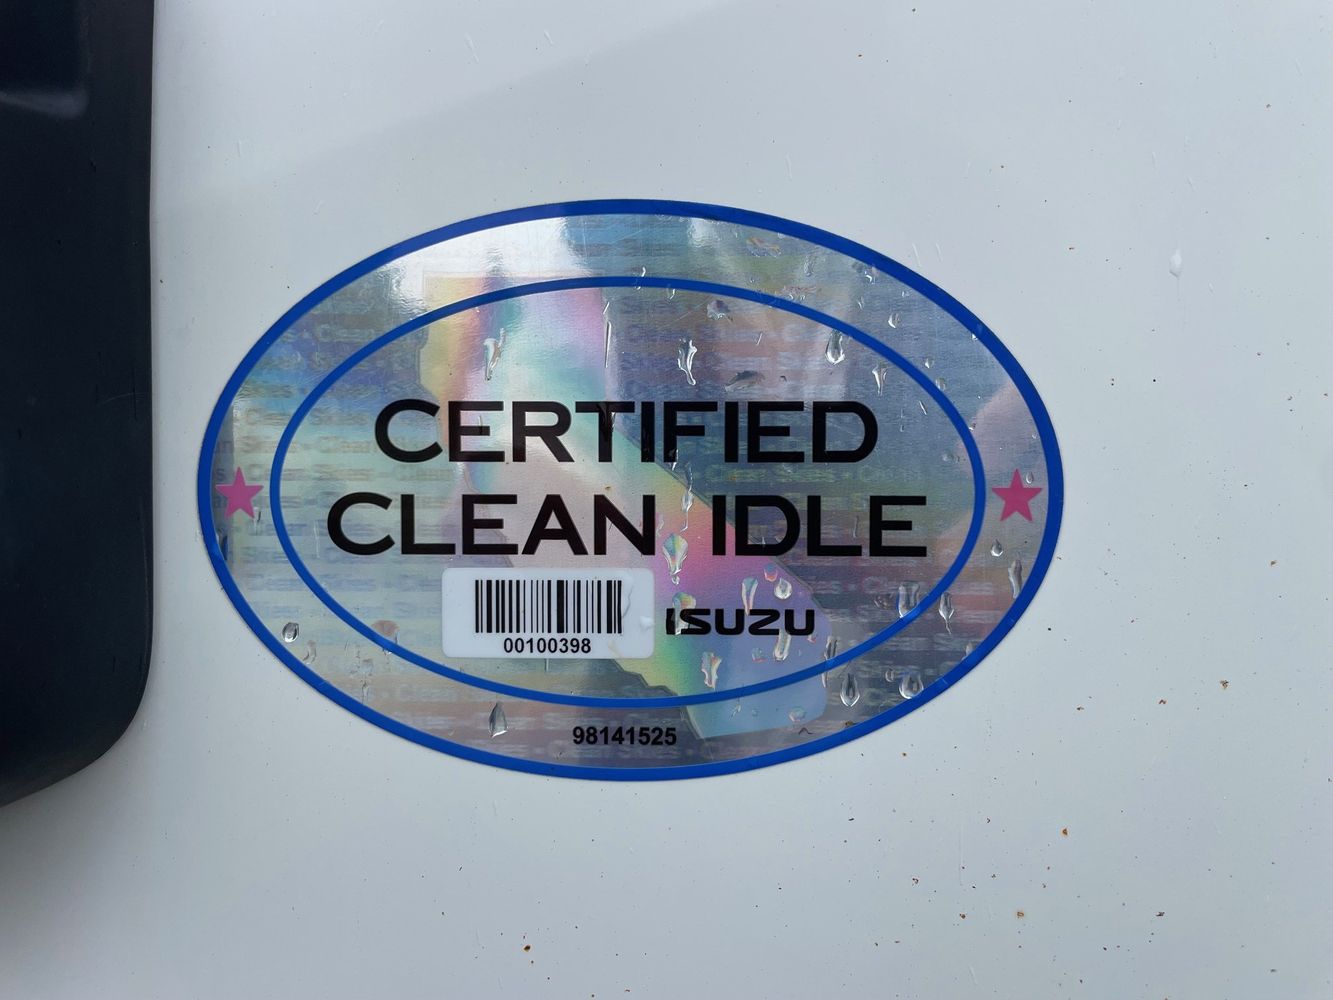 CERTIFIED
CLEAN IDLE
00100398
ISUZU
98141525